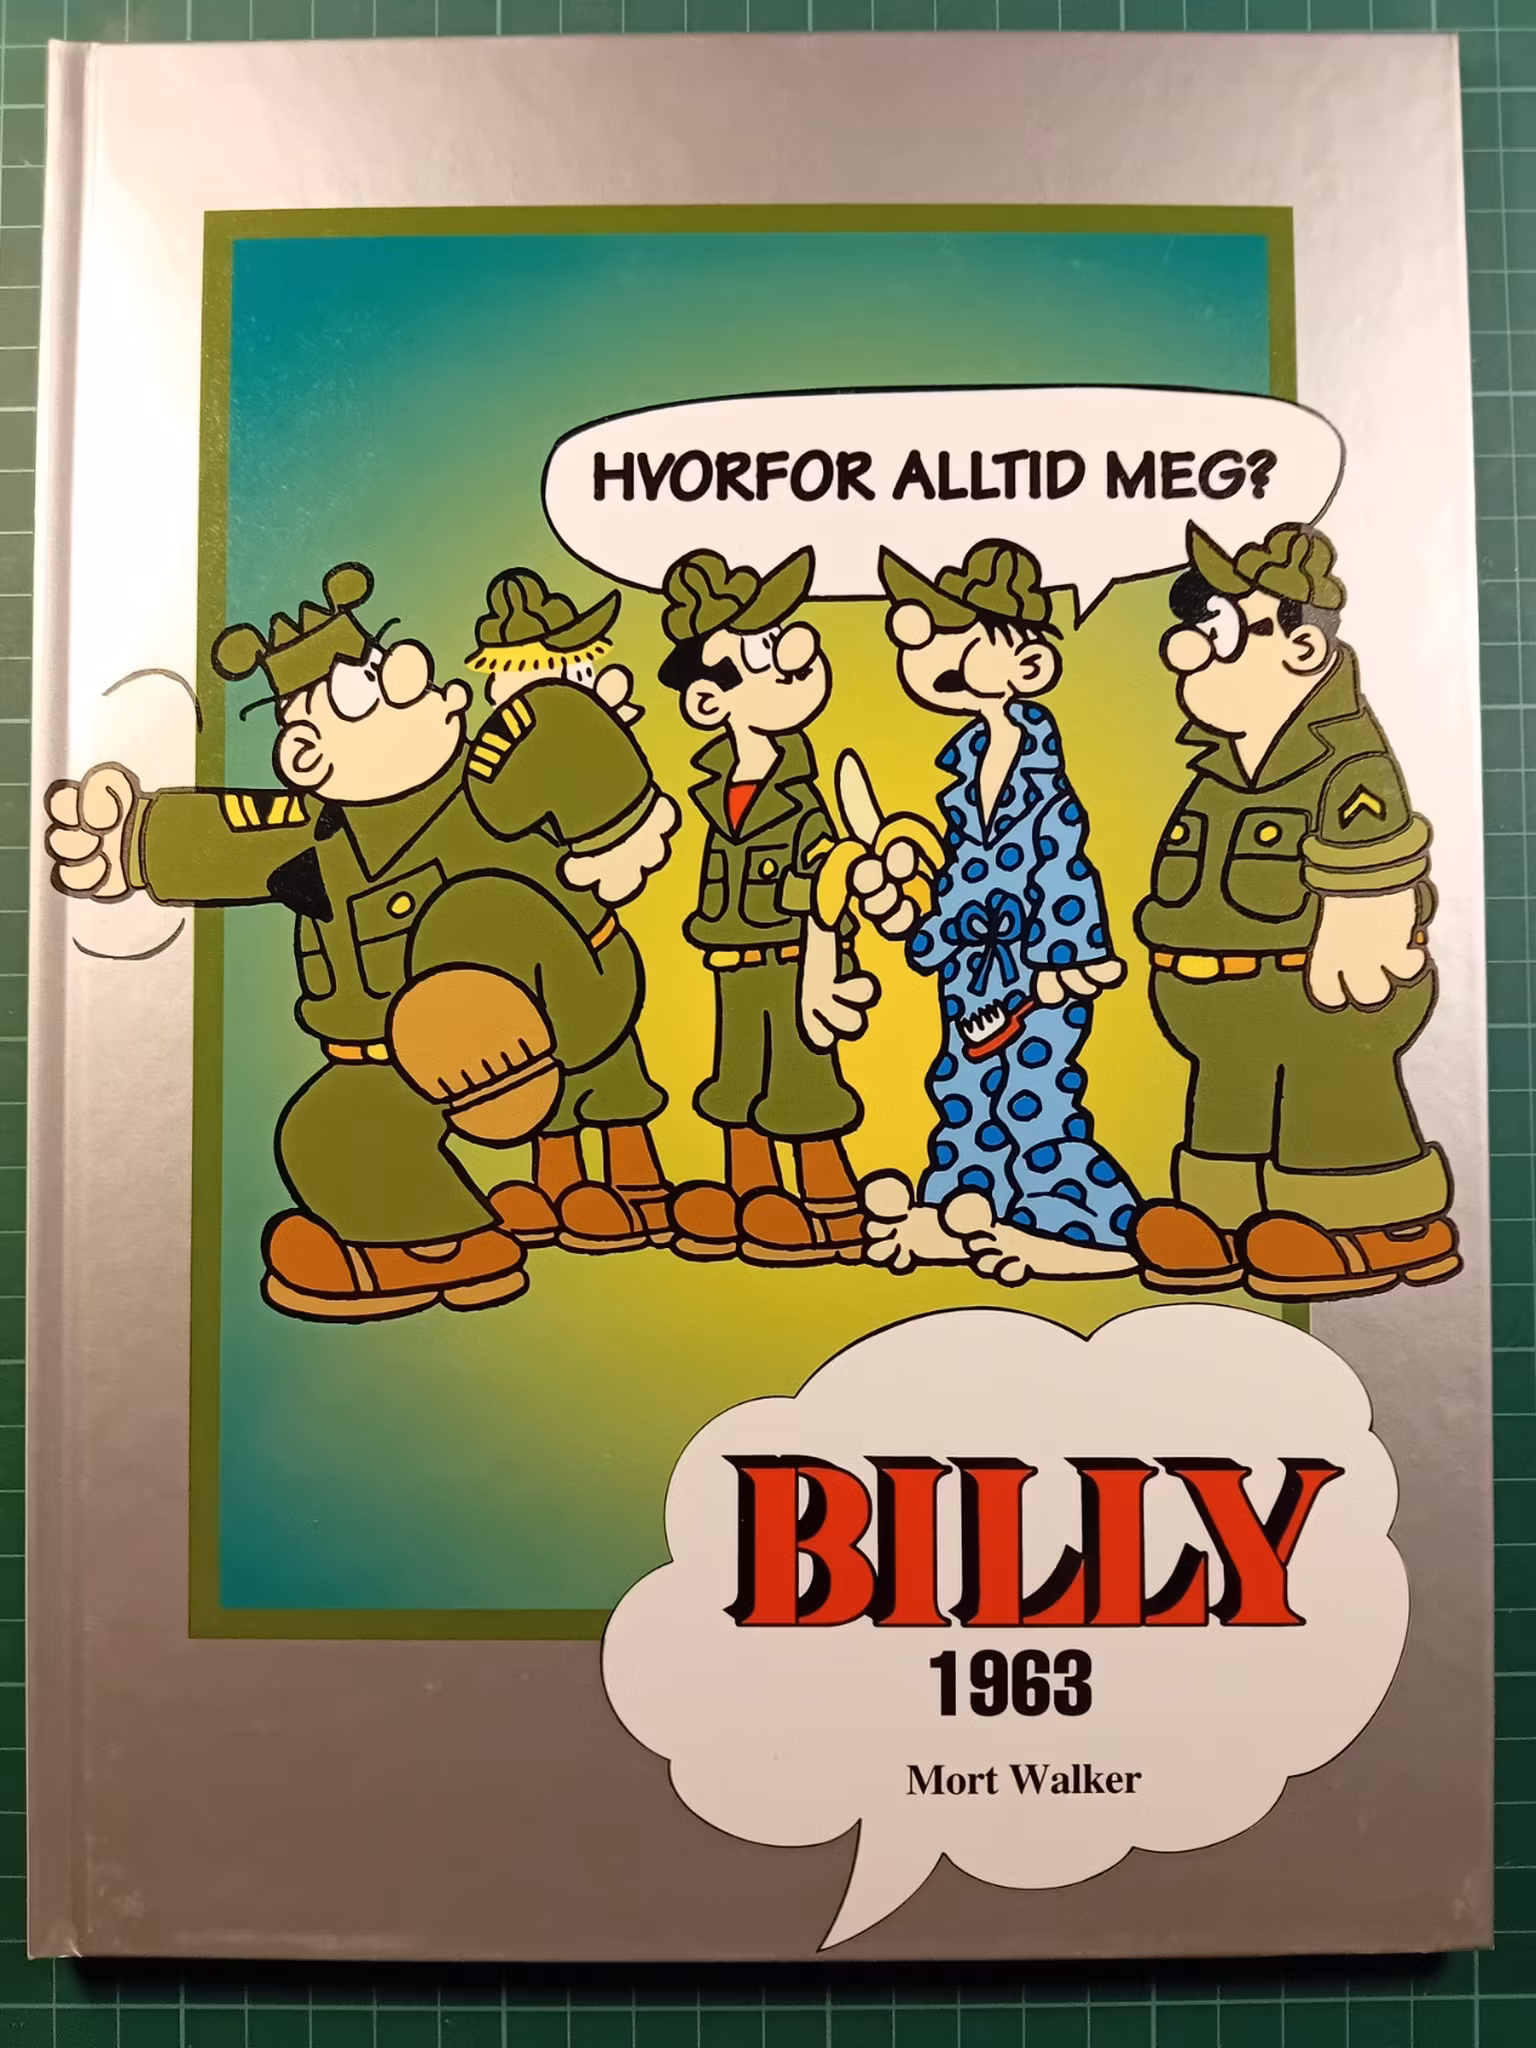 HVORFOR ALLTID MEG?
BILLY
1963
Mort Walker